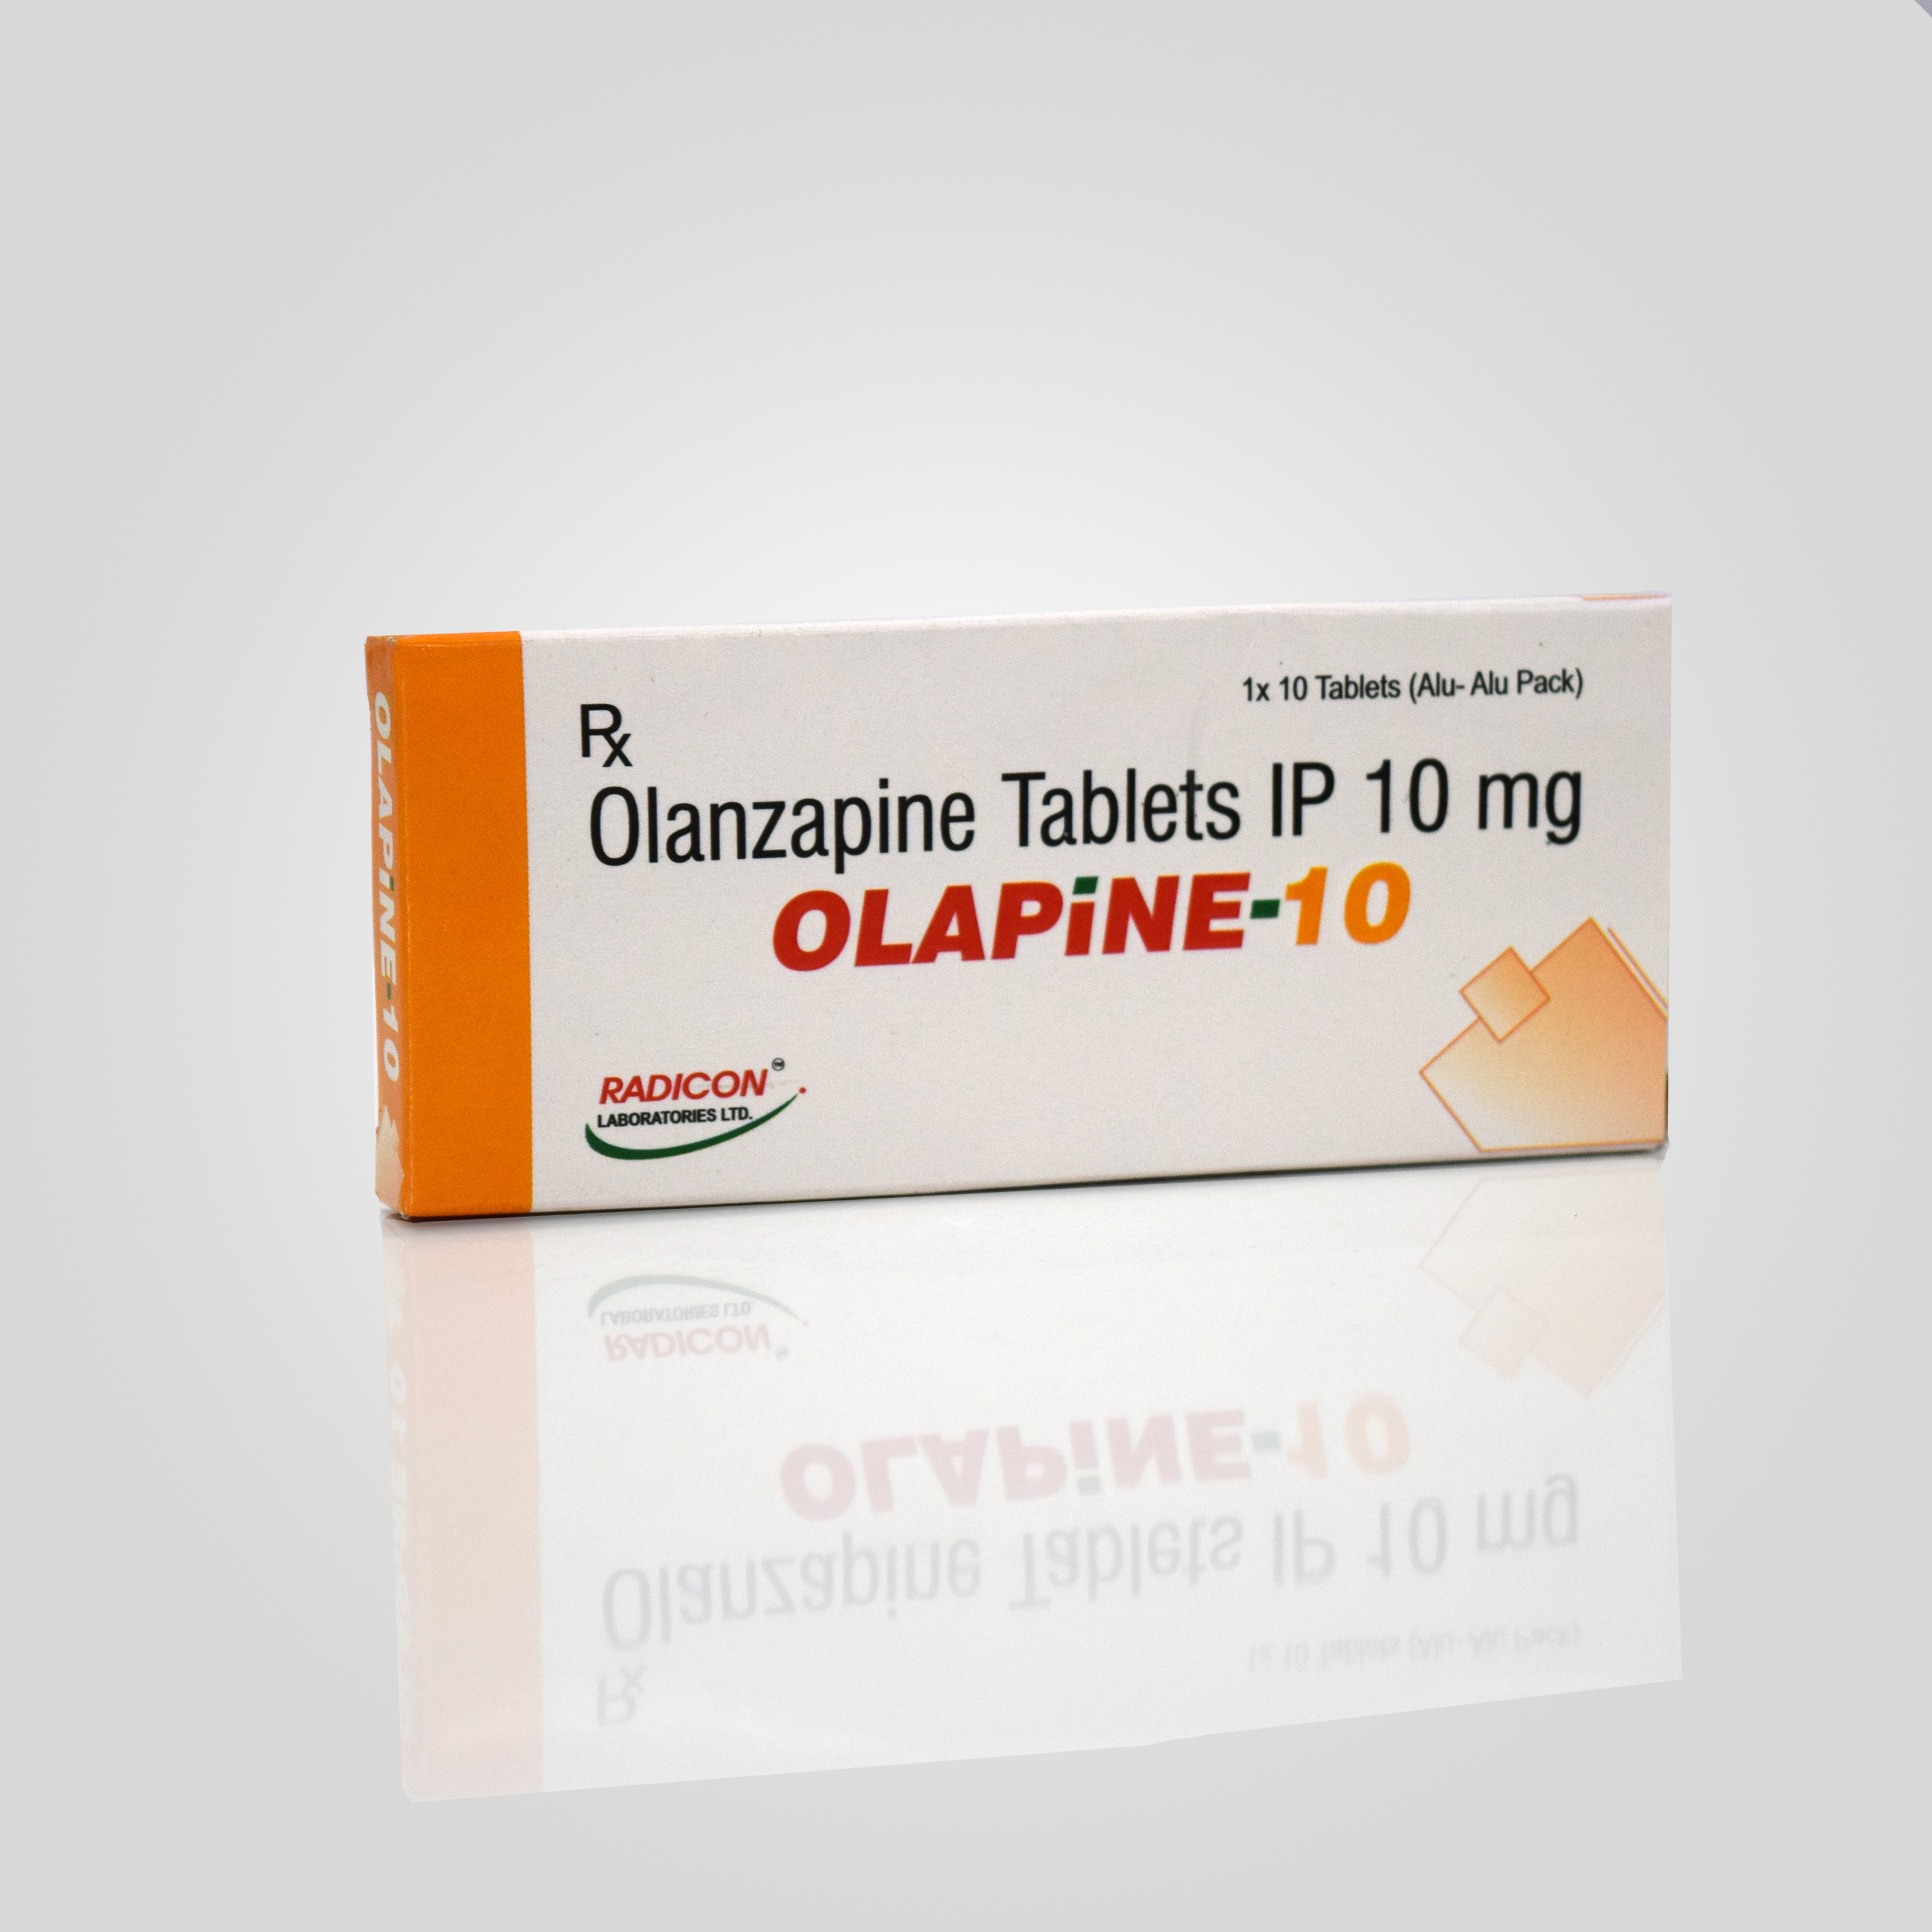 OLAPiNE-10
Rx
1x 10 Tablets (Alu- Alu Pack)
Olanzapine Tablets IP 10 mg
OLAPiNE-10
RADICON
LABORATORIES LTD.